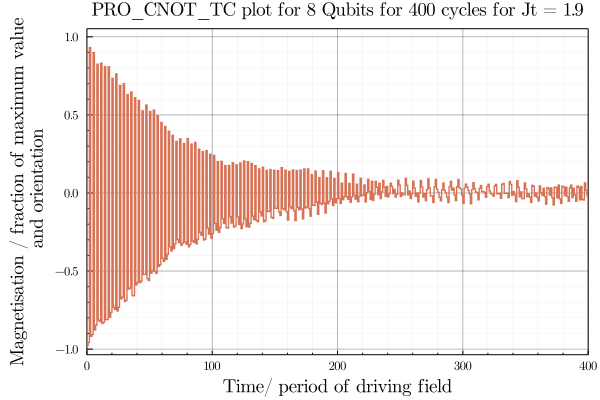 PRO_CNOT_TC plot for 8 Qubits for 400 cycles for Jt = 1.9
Magnetisation / fraction of maximum value
and orientation
1.0
0.5
0.0
−0.5
−1.0
0
100
200
300
400
Time/ period of driving field